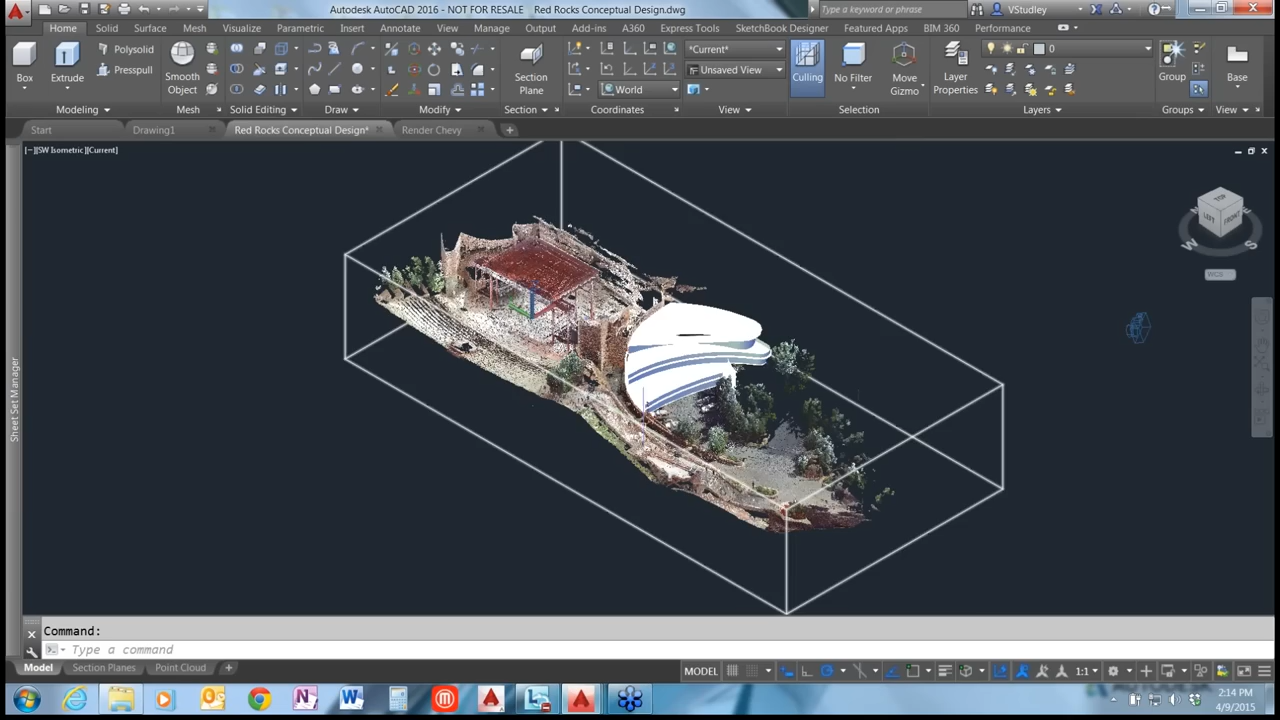 Autodesk AutoCAD 2016 - NOT FOR RESALE Red Rocks Conceptual Design.dwg
Type a keyword or phrase
VStudley
Home Solid Surface Mesh Visualize Parametric Insert Annotate View Manage Output Add-ins A360 Express Tools SketchBook Designer Featured Apps BIM 360 Performance
Box
Extrude
Polysolid
Presspull
Smooth
Object
Section
Plane
*Current*
Unsaved View
World
Culling
No Filter
Move
Gizmo
Layer
Properties
0
Group
Base
Modeling Mesh Solid Editing Draw Modify Section Coordinates View Selection Layers Groups View
Start Drawing1 Red Rocks Conceptual Design* Render Chevy
[−][SW Isometric][Current]
TOP
LEFT FRONT
W S
WCS
Sheet Set Manager
Command:
Type a command
Model Section Planes Point Cloud
MODEL 1:1
2:14 PM
4/9/2015